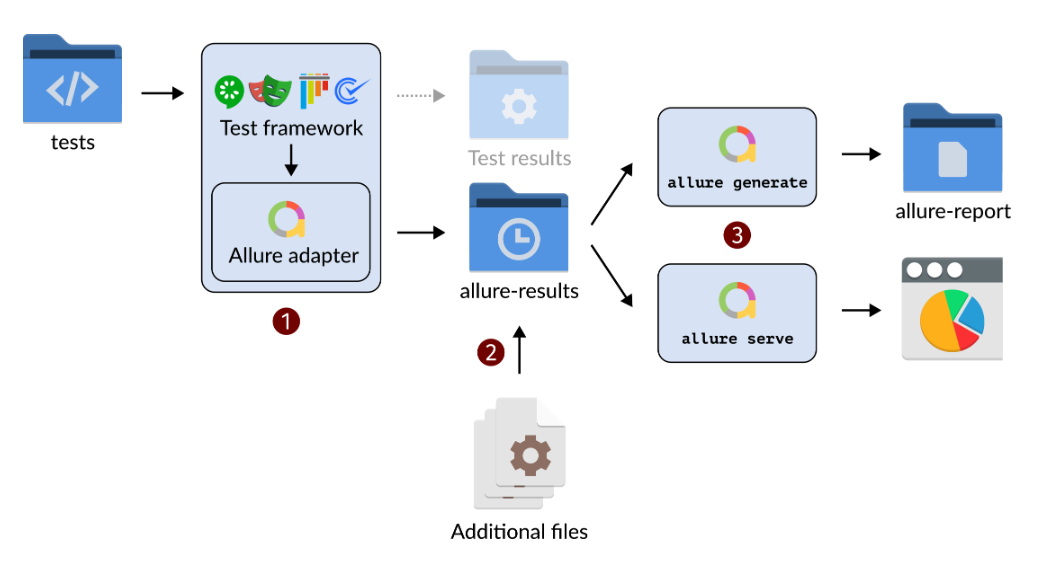 tests
Test framework
Allure adapter
1
Test results
allure-results
2
Additional files
allure generate
3
allure serve
allure-report